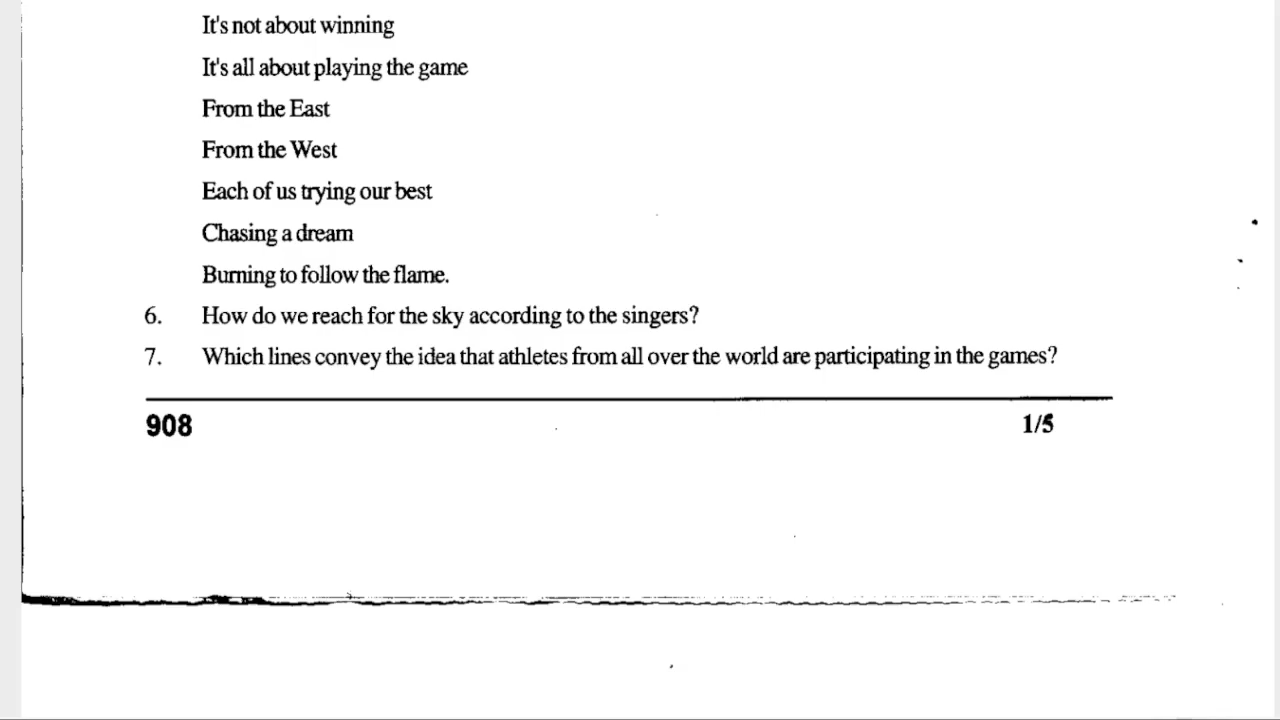 It's not about winning
It's all about playing the game
From the East
From the West
Each of us trying our best
Chasing a dream
Burning to follow the flame.
6. How do we reach for the sky according to the singers?
7. Which lines convey the idea that athletes from all over the world are participating in the games?
908 1/5